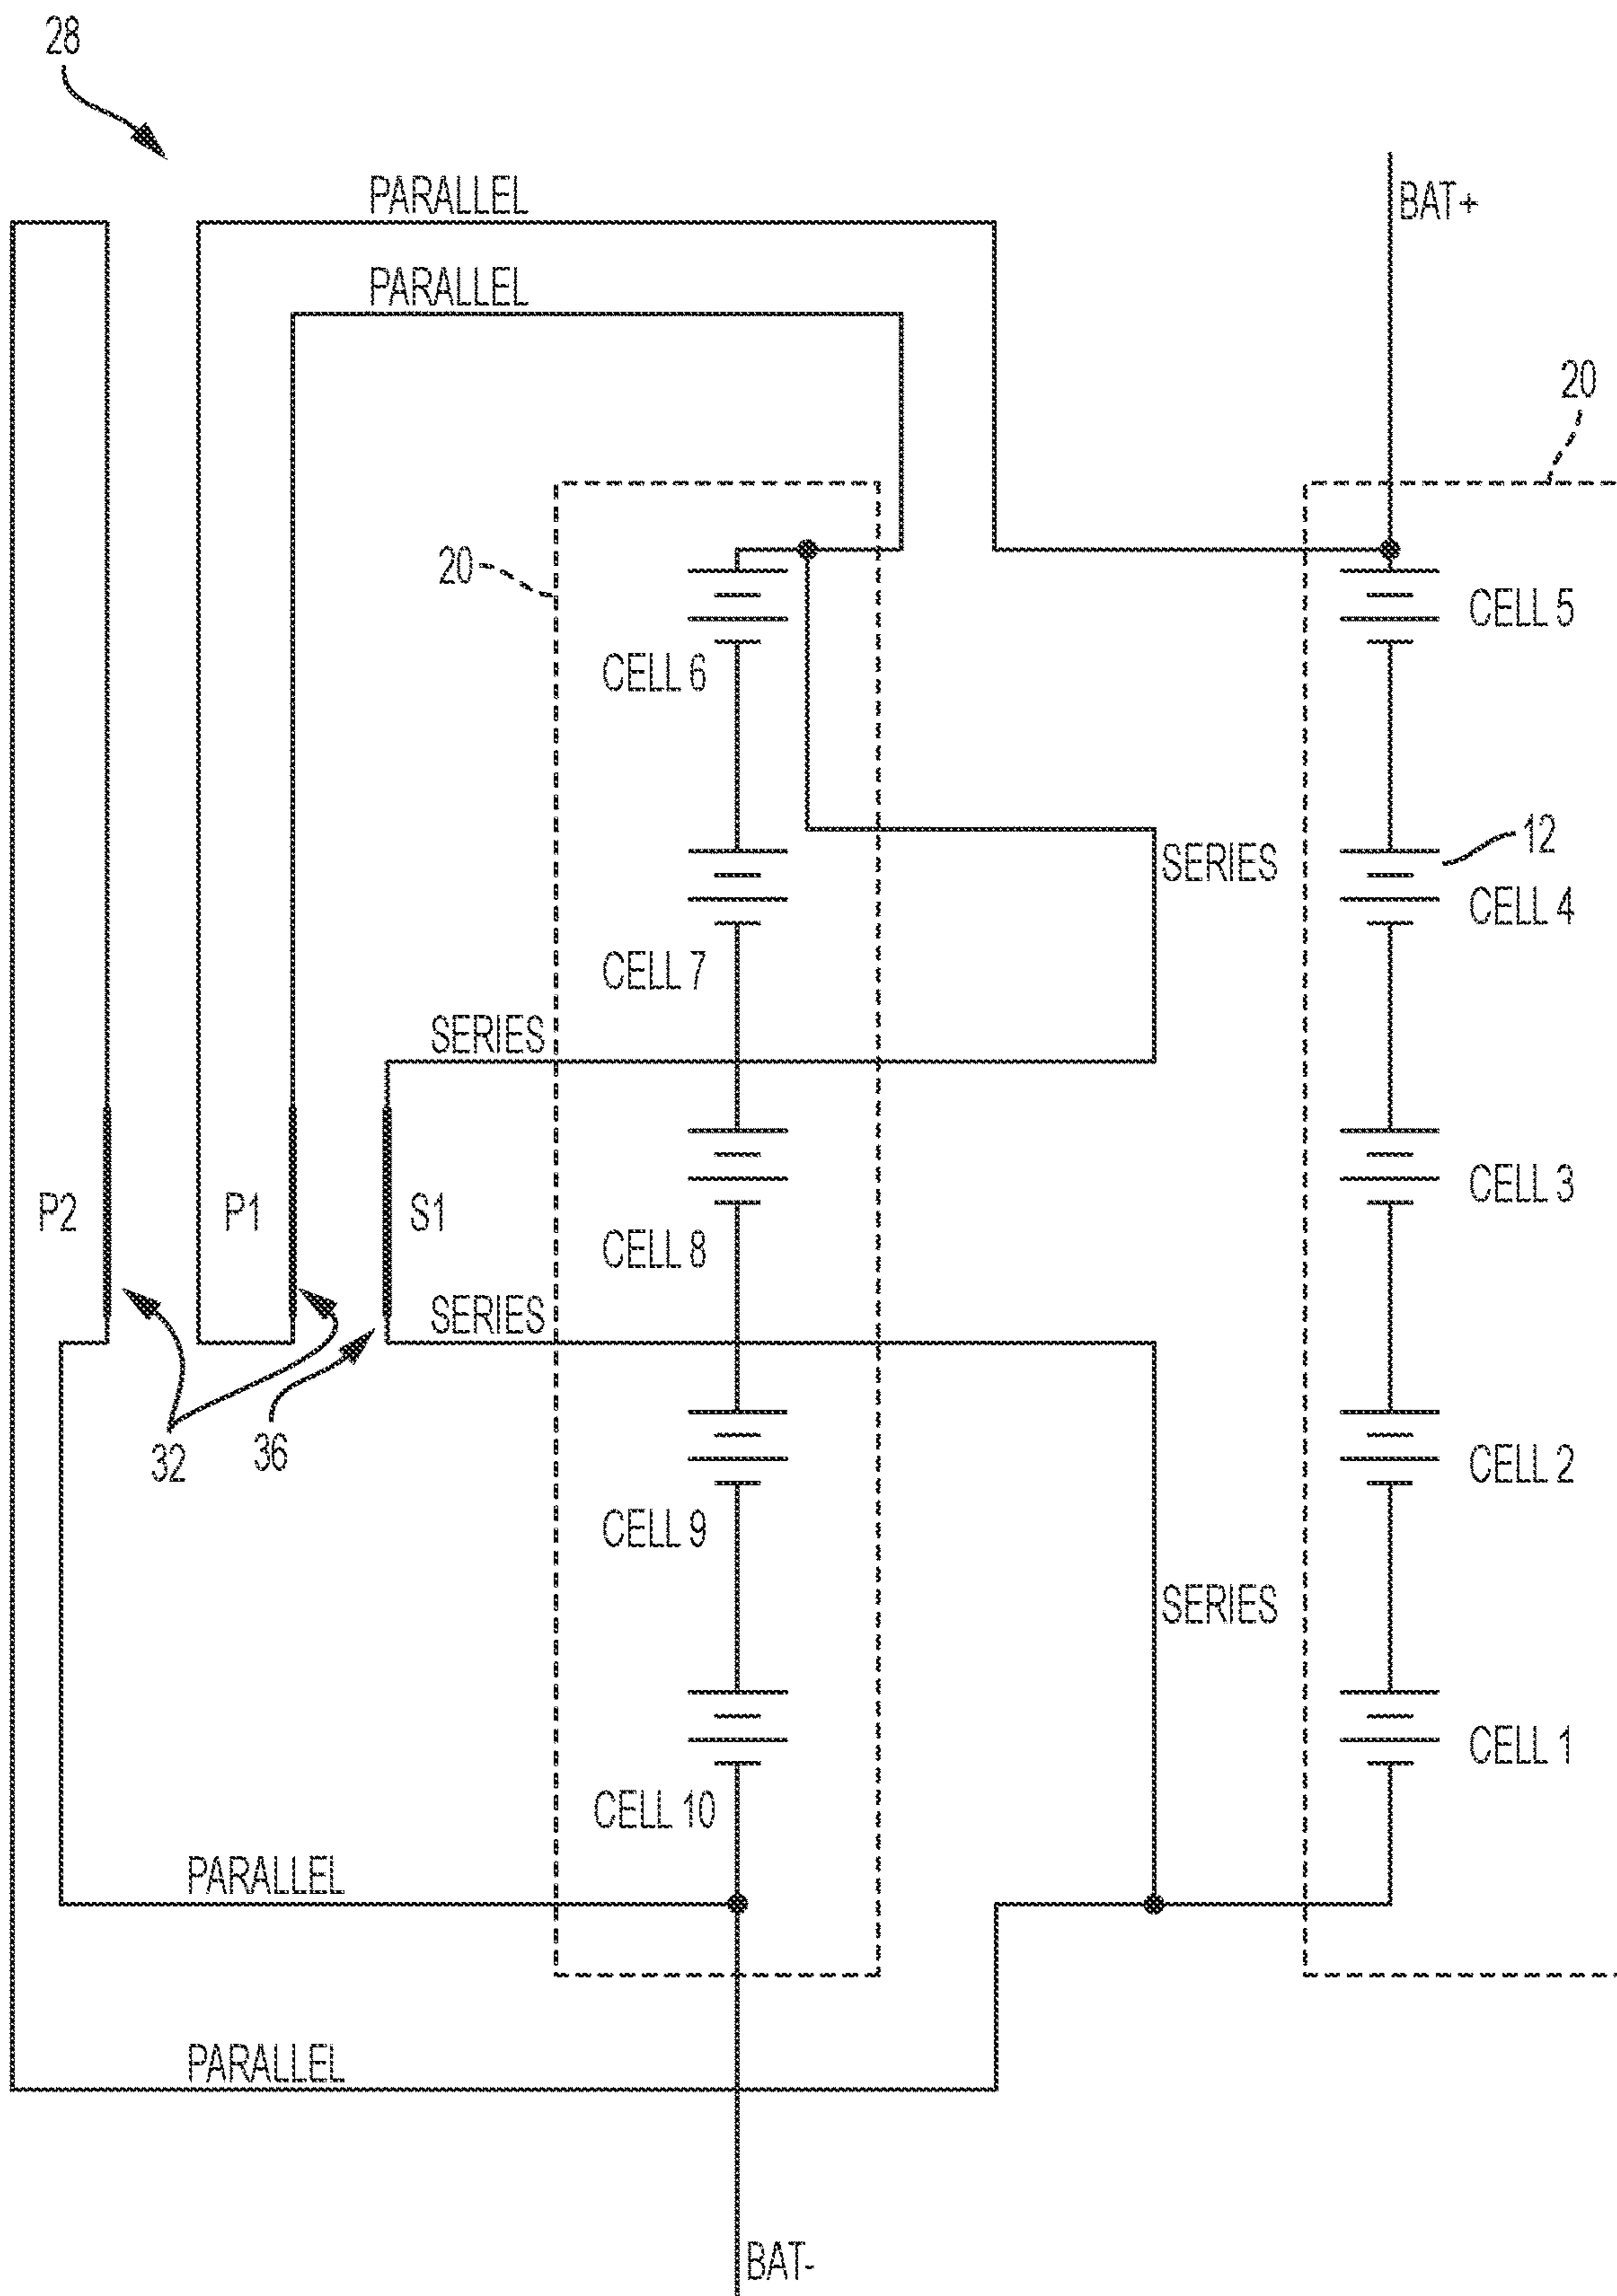 28
PARALLEL
BAT+
PARALLEL
20
20
CELL 5
CELL 6
12
SERIES
CELL 4
CELL 7
SERIES
P2
P1
S1
CELL 3
CELL 8
SERIES
32
36
CELL 2
CELL 9
SERIES
CELL 1
CELL 10
PARALLEL
PARALLEL
BAT-